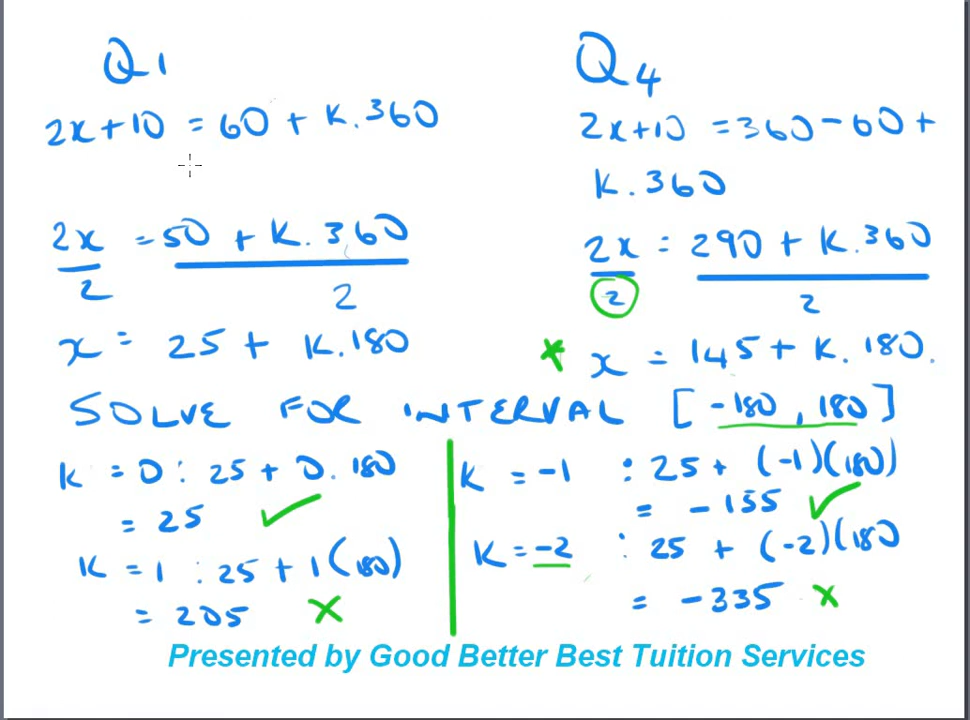 Q1
2x+10 = 60 + K.360
2x = 50 + K.360
2 2
x = 25 + K.180
Q4
2x+10 = 360-60+
K.360
2x = 290 + K.360
2 2
* x = 145 + K.180.
SOLVE FOR INTERVAL [-180, 180]
K = 0 : 25 + 0.180
= 25 ✓
K = 1 : 25 + 1(180)
= 205 X
K = -1 : 25 + (-1)(180)
= -155 ✓
K = -2 : 25 + (-2)(180
= -335 x
Presented by Good Better Best Tuition Services